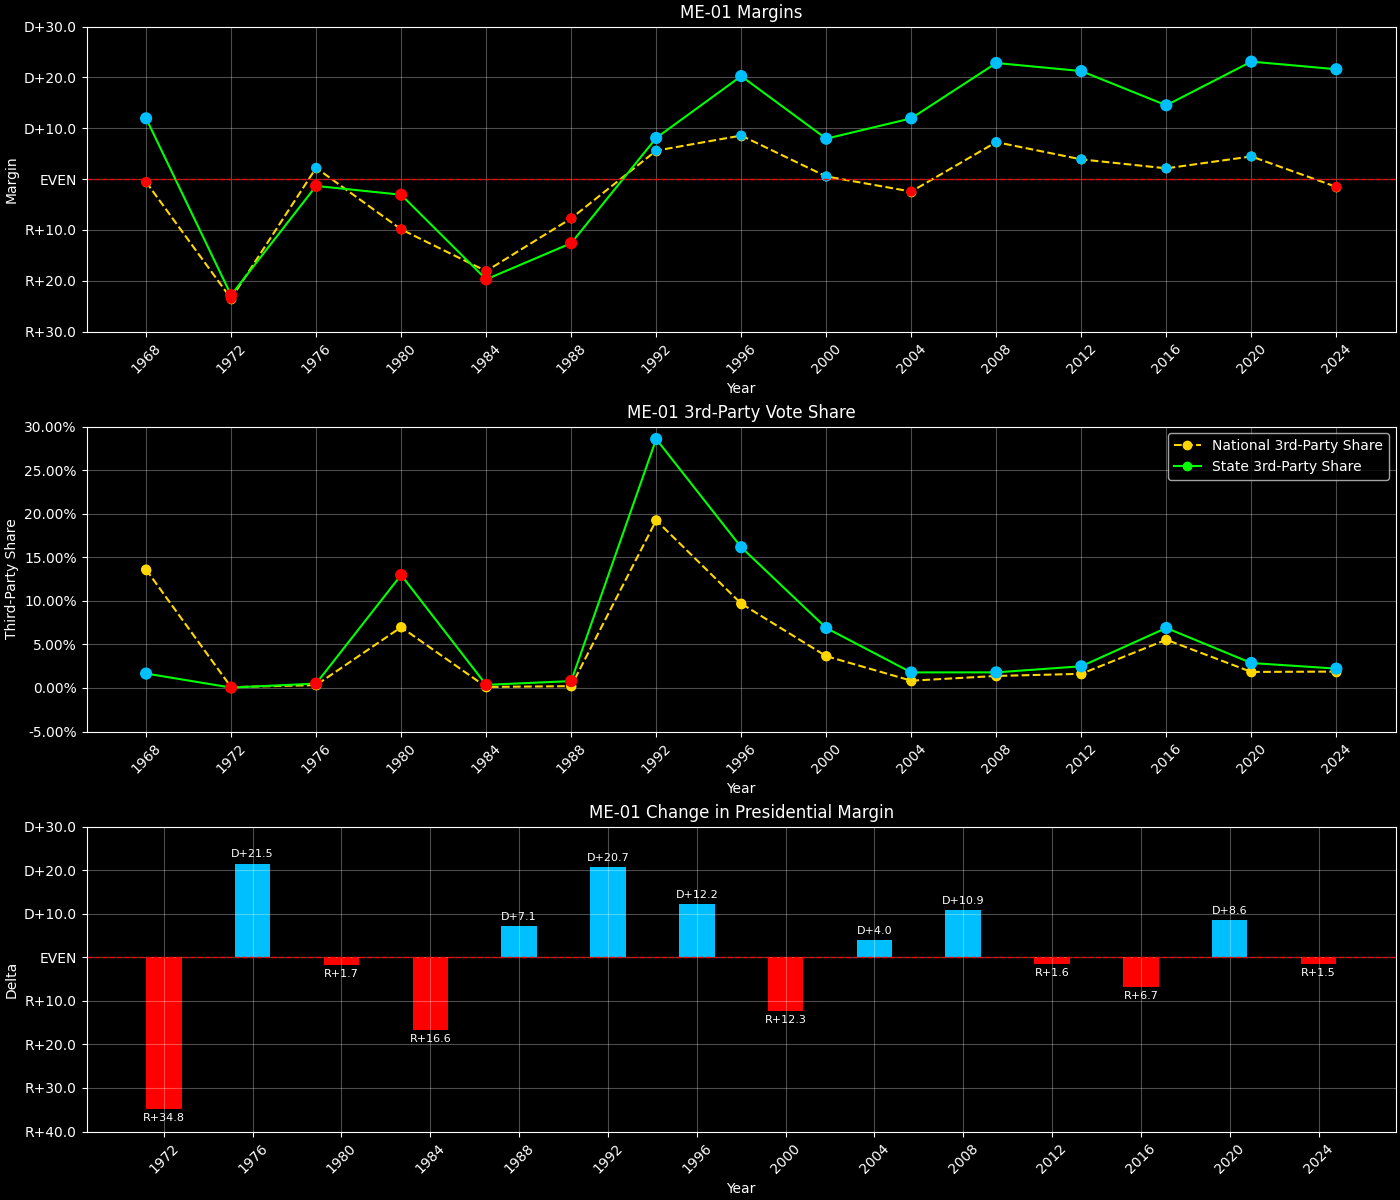 ME-01 Margins
D+30.0
D+20.0
D+10.0
EVEN
R+10.0
R+20.0
R+30.0
Margin
1968 1972 1976 1980 1984 1988 1992 1996 2000 2004 2008 2012 2016 2020 2024
Year
ME-01 3rd-Party Vote Share
30.00%
25.00%
20.00%
15.00%
10.00%
5.00%
0.00%
-5.00%
Third-Party Share
National 3rd-Party Share
State 3rd-Party Share
1968 1972 1976 1980 1984 1988 1992 1996 2000 2004 2008 2012 2016 2020 2024
Year
ME-01 Change in Presidential Margin
D+30.0
D+20.0
D+10.0
EVEN
R+10.0
R+20.0
R+30.0
R+40.0
Delta
R+34.8
D+21.5
R+1.7
R+16.6
D+7.1
D+20.7
D+12.2
R+12.3
D+4.0
D+10.9
R+1.6
R+6.7
D+8.6
R+1.5
1972 1976 1980 1984 1988 1992 1996 2000 2004 2008 2012 2016 2020 2024
Year